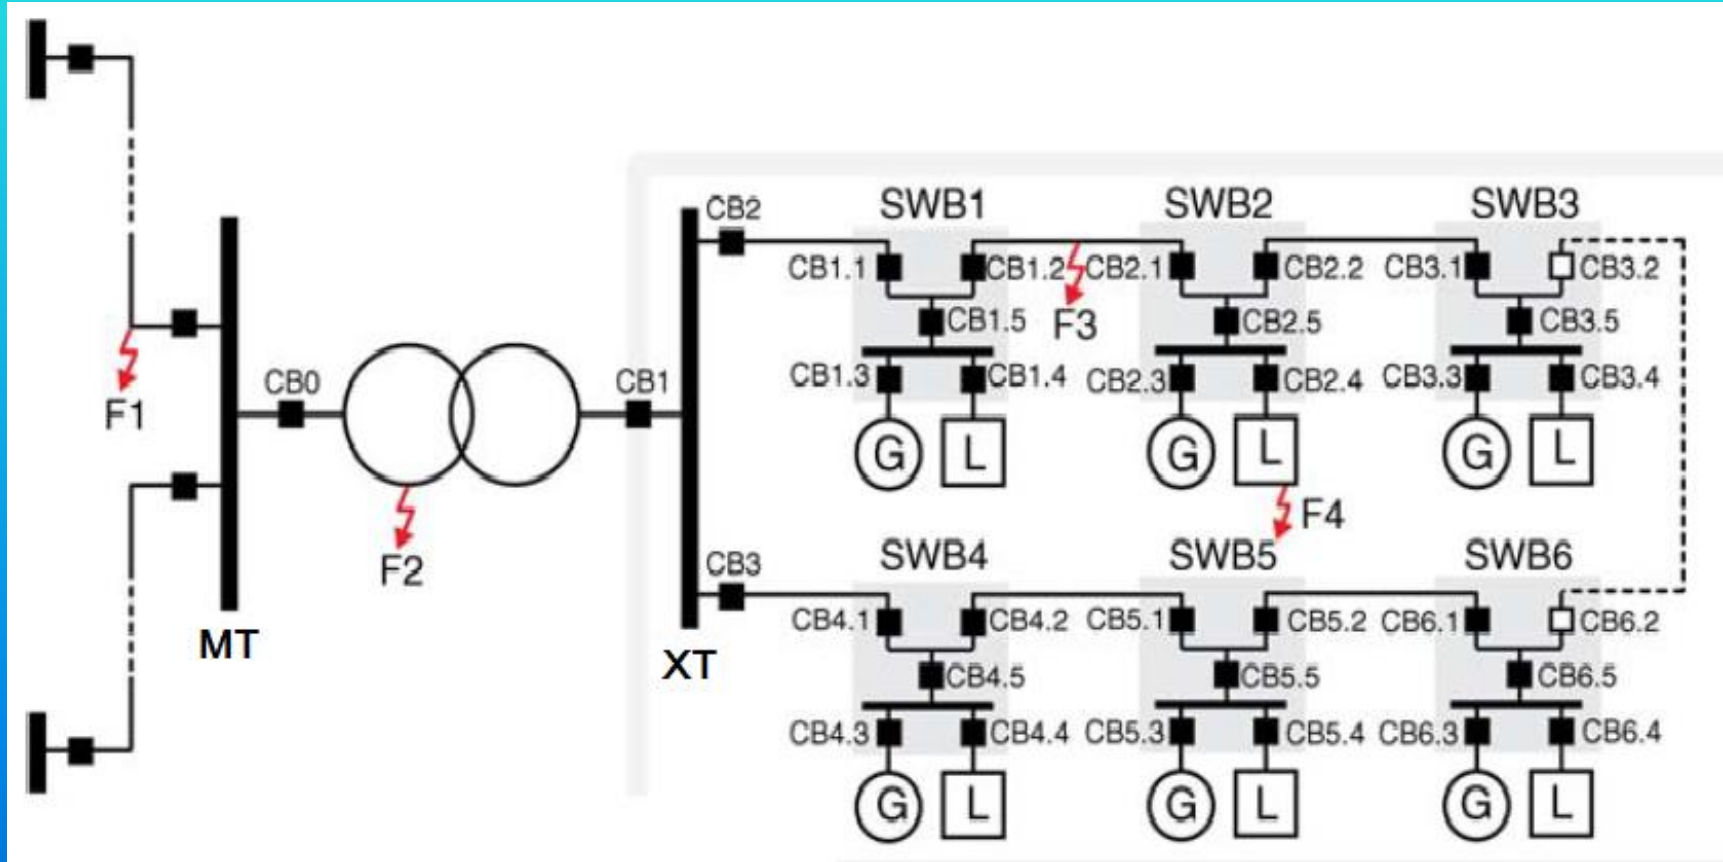 CB2
SWB1
SWB2
SWB3
CB1.1
CB1.2
CB2.1
CB2.2
CB3.1
CB3.2
CB1.5
F3
CB2.5
CB3.5
CB1.3
CB1.4
CB2.3
CB2.4
CB3.3
CB3.4
G
L
G
L
G
L
F1
CB0
CB1
F2
F4
MT
XT
CB3
SWB4
SWB5
SWB6
CB4.1
CB4.2
CB5.1
CB5.2
CB6.1
CB6.2
CB4.5
CB5.5
CB6.5
CB4.3
CB4.4
CB5.3
CB5.4
CB6.3
CB6.4
G
L
G
L
G
L